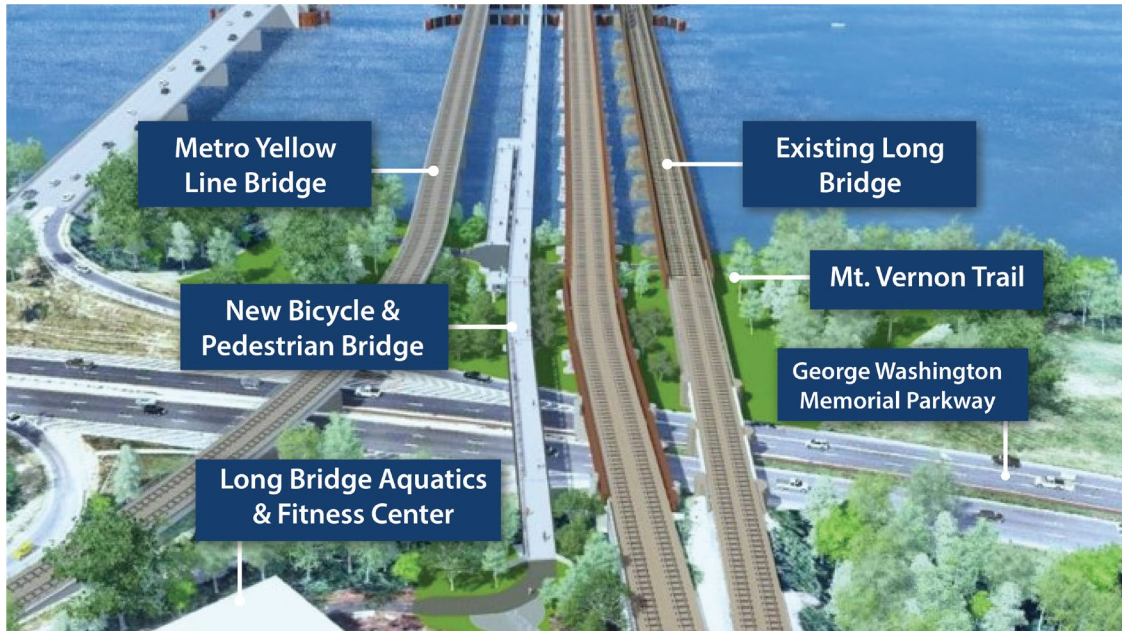 Metro Yellow
Line Bridge
Existing Long
Bridge
Mt. Vernon Trail
New Bicycle &
Pedestrian Bridge
George Washington
Memorial Parkway
Long Bridge Aquatics
& Fitness Center